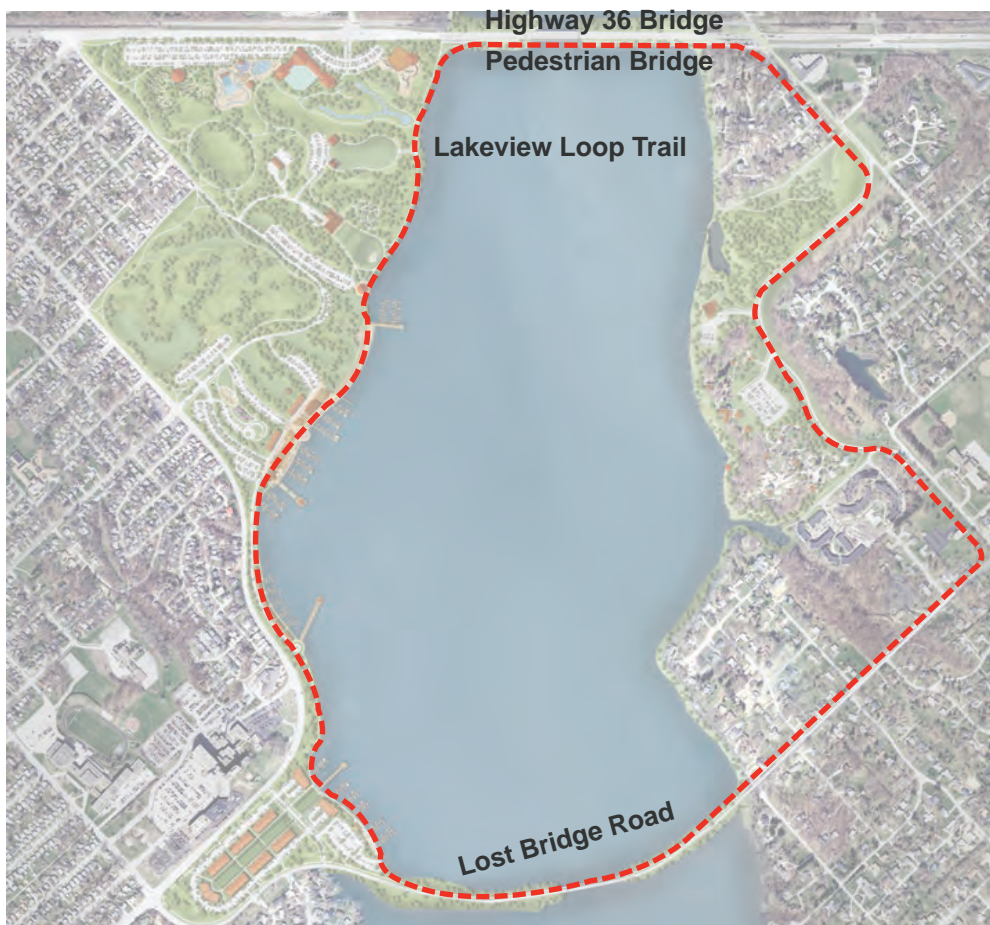 Highway 36 Bridge
Pedestrian Bridge
Lakeview Loop Trail
Lost Bridge Road